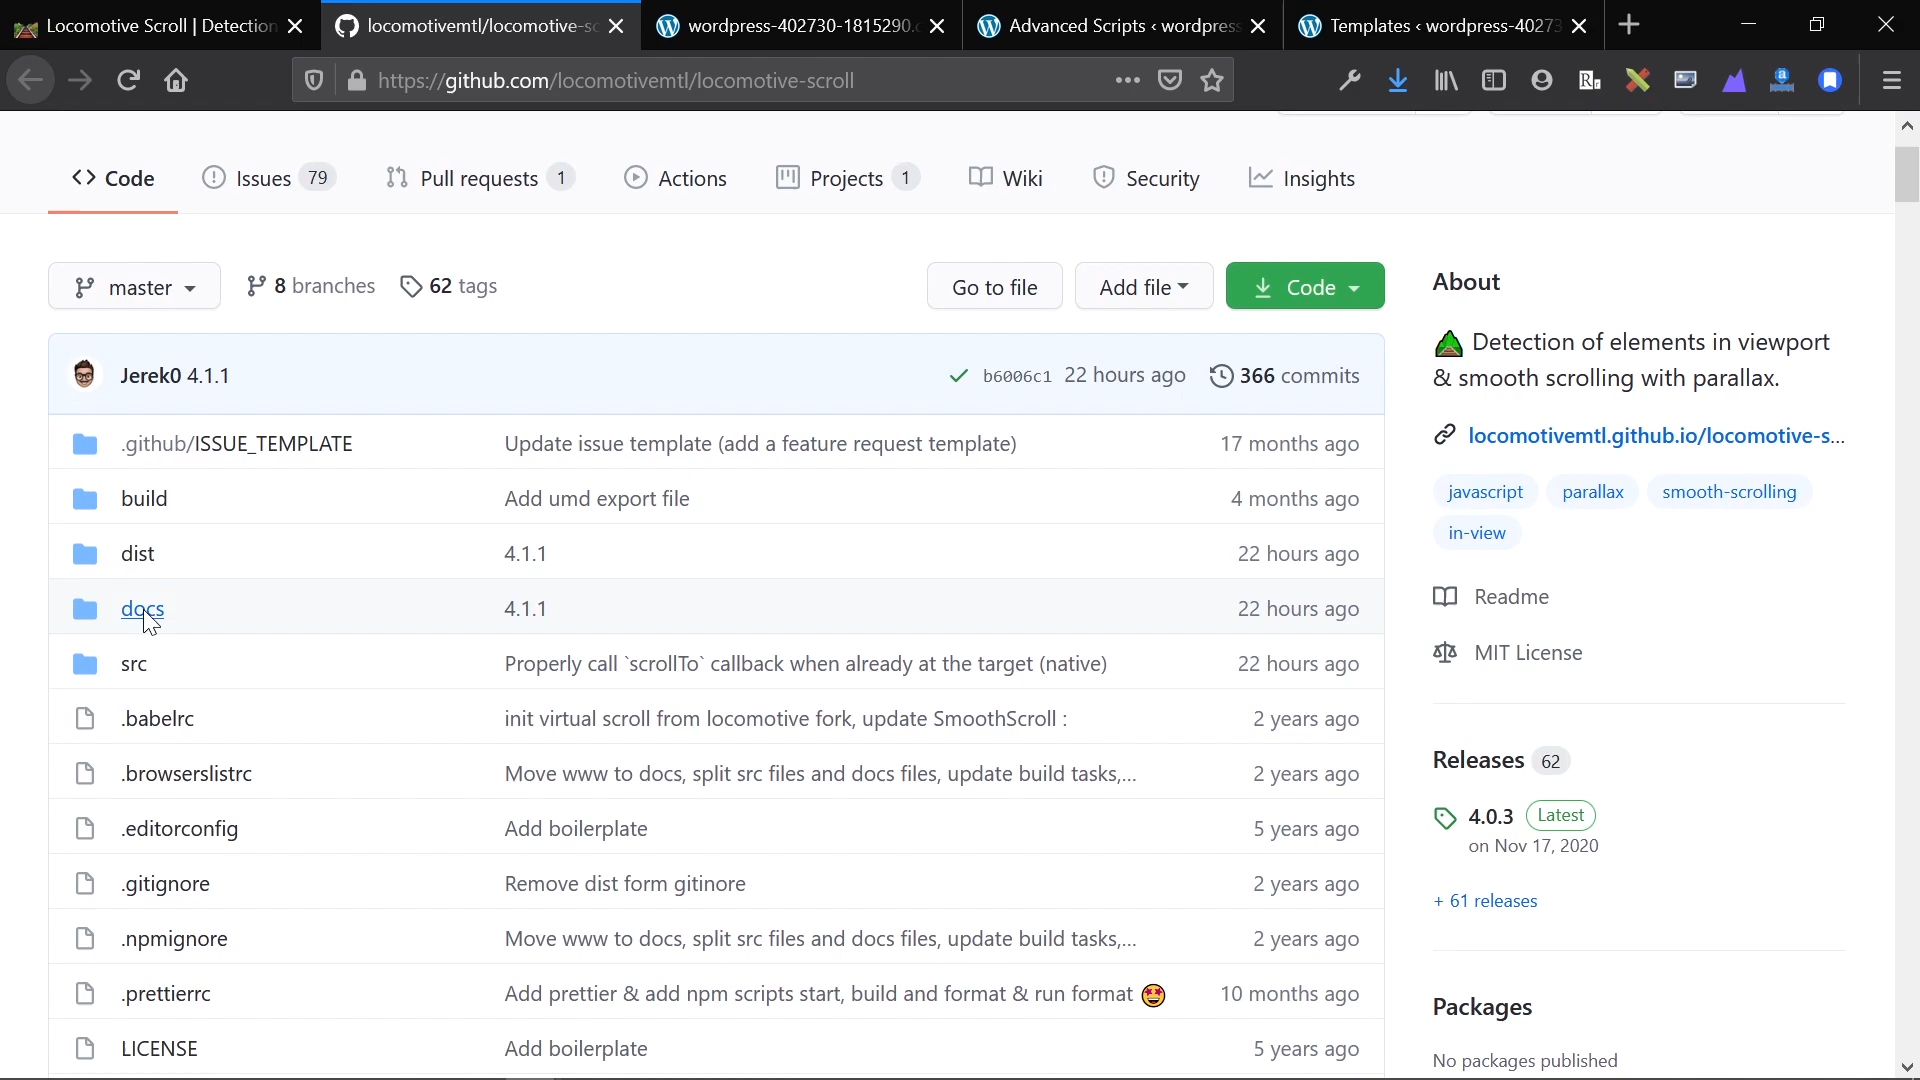 Locomotive Scroll | Detection
locomotivemtl/locomotive-sc
wordpress-402730-1815290.c
Advanced Scripts ‹ wordpress
Templates ‹ wordpress-40273
https://github.com/locomotivemtl/locomotive-scroll
Code
Issues 79
Pull requests 1
Actions
Projects 1
Wiki
Security
Insights
master
8 branches
62 tags
Go to file
Add file
Code
About
Detection of elements in viewport
& smooth scrolling with parallax.
locomotivemtl.github.io/locomotive-s...
javascript parallax smooth-scrolling
in-view
Readme
MIT License
Releases 62
4.0.3 Latest
on Nov 17, 2020
+ 61 releases
Packages
No packages published
Jerek0 4.1.1 b6006c1 22 hours ago 366 commits
.github/ISSUE_TEMPLATE Update issue template (add a feature request template) 17 months ago
build Add umd export file 4 months ago
dist 4.1.1 22 hours ago
docs 4.1.1 22 hours ago
src Properly call `scrollTo` callback when already at the target (native) 22 hours ago
.babelrc init virtual scroll from locomotive fork, update SmoothScroll : 2 years ago
.browserslistrc Move www to docs, split src files and docs files, update build tasks,... 2 years ago
.editorconfig Add boilerplate 5 years ago
.gitignore Remove dist form gitinore 2 years ago
.npmignore Move www to docs, split src files and docs files, update build tasks,... 2 years ago
.prettierrc Add prettier & add npm scripts start, build and format & run format 🤩 10 months ago
LICENSE Add boilerplate 5 years ago